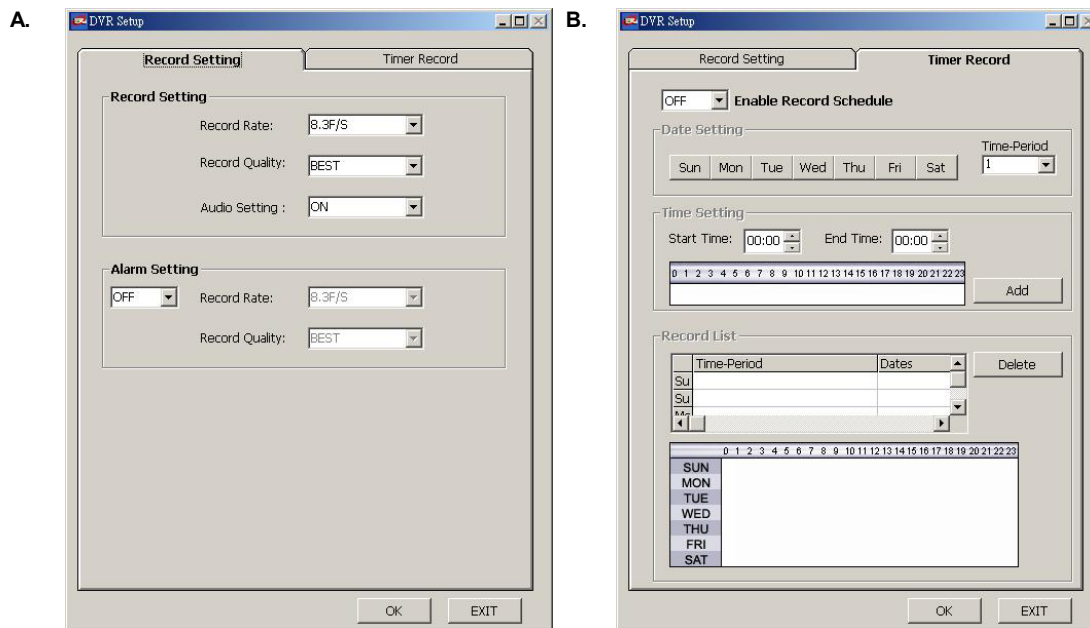 A.
DVR Setup
Record Setting
Timer Record
Record Setting
Record Rate: 8.3F/S
Record Quality: BEST
Audio Setting : ON
Alarm Setting
OFF Record Rate: 8.3F/S
Record Quality: BEST
OK EXIT
B.
DVR Setup
Record Setting
Timer Record
OFF Enable Record Schedule
Date Setting
Time-Period
Sun Mon Tue Wed Thu Fri Sat 1
Time Setting
Start Time: 00:00 End Time: 00:00
0 1 2 3 4 5 6 7 8 9 10 11 12 13 14 15 16 17 18 19 20 21 22 23
Add
Record List
Time-Period Dates
Delete
Su
Su
0 1 2 3 4 5 6 7 8 9 10 11 12 13 14 15 16 17 18 19 20 21 22 23
SUN
MON
TUE
WED
THU
FRI
SAT
OK EXIT